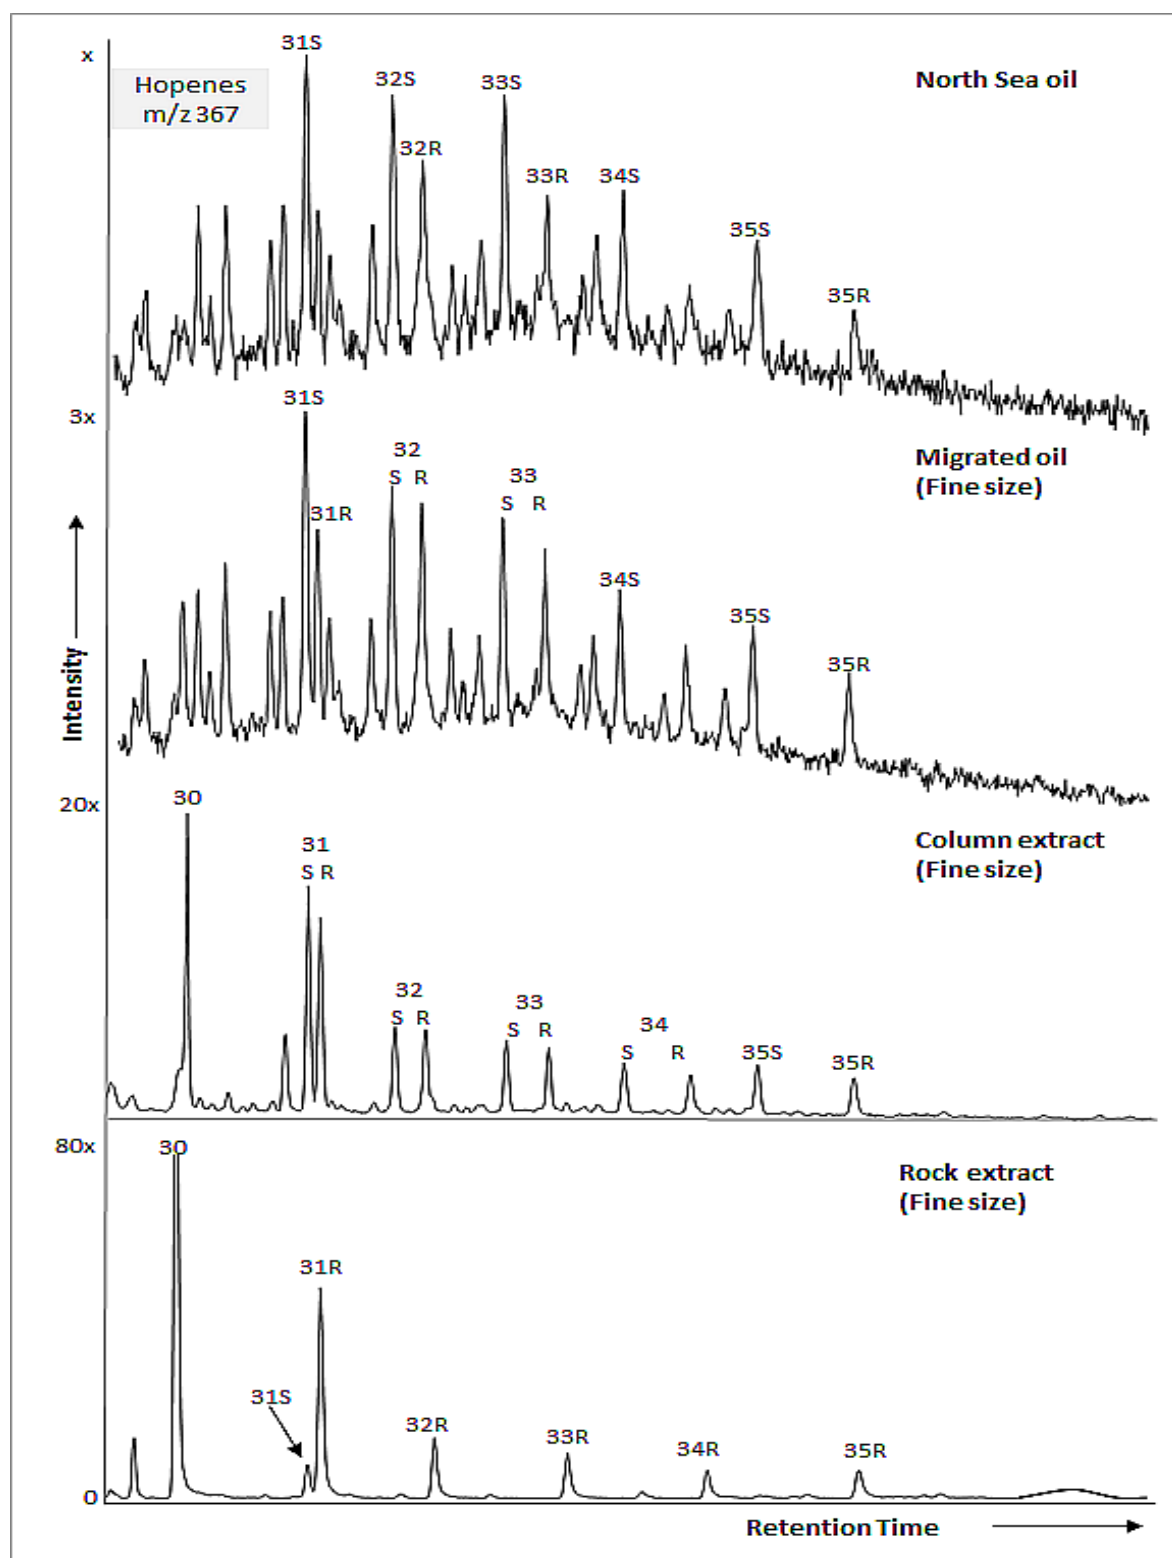 x
Hopenes
m/z 367
31S
32S
33S
North Sea oil
32R
33R
34S
35S
35R
3x
31S
32
S R
33
S R
Migrated oil
(Fine size)
31R
34S
35S
35R
Intensity
20x
30
31
S R
Column extract
(Fine size)
32
S R
33
S R
34
S R
35S
35R
80x
30
Rock extract
(Fine size)
31R
31S
32R
33R
34R
35R
0
Retention Time